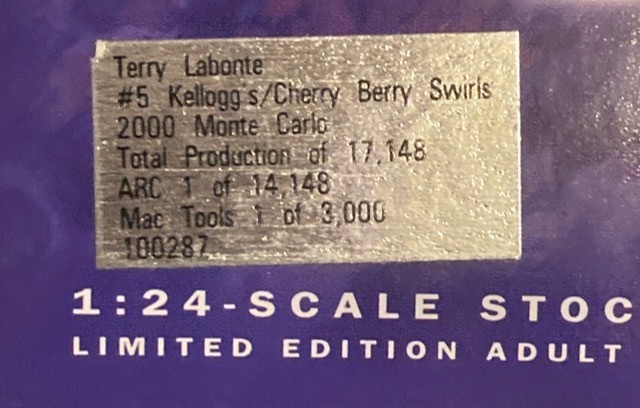 Terry Labonte
#5 Kellogg s/Cherry Berry Swirls
2000 Monte Carlo
Total Production of 17,148
ARC 1 of 14,148
Mac Tools 1 of 3,000
100287
1:24-SCALE STOC
LIMITED EDITION ADULT